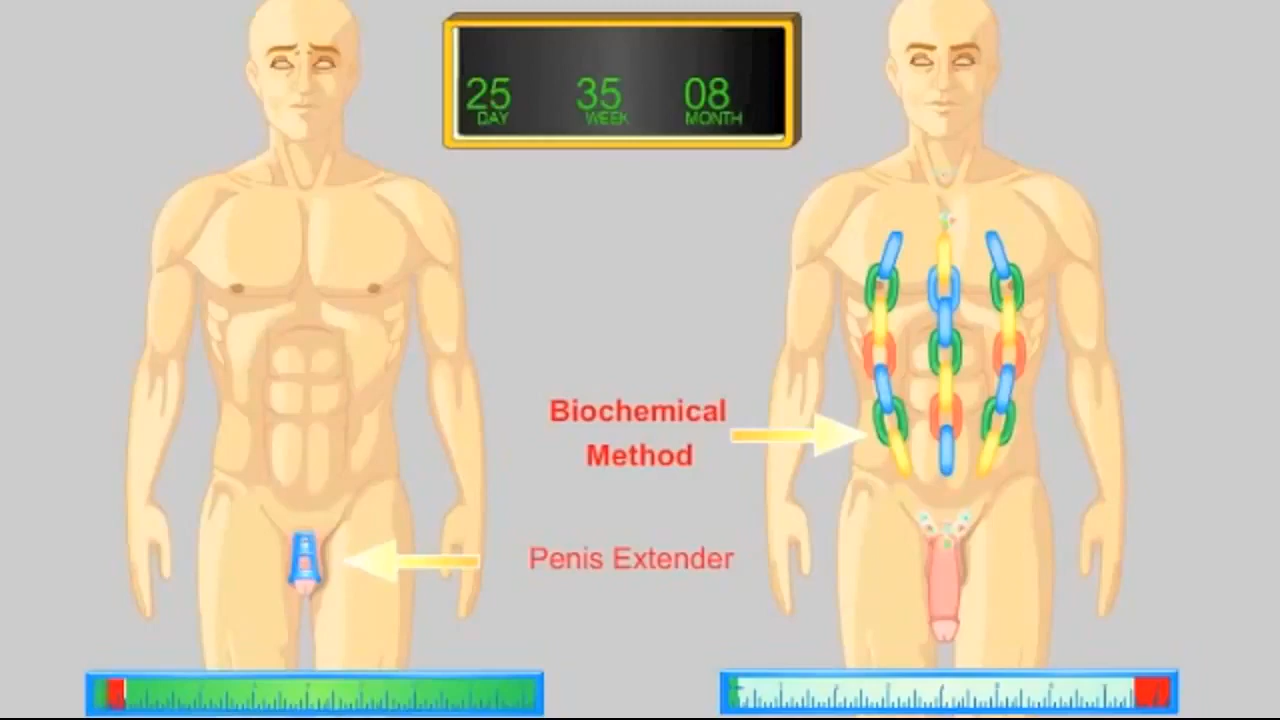 25 35 08
DAY WEEK MONTH
Biochemical
Method
Penis Extender